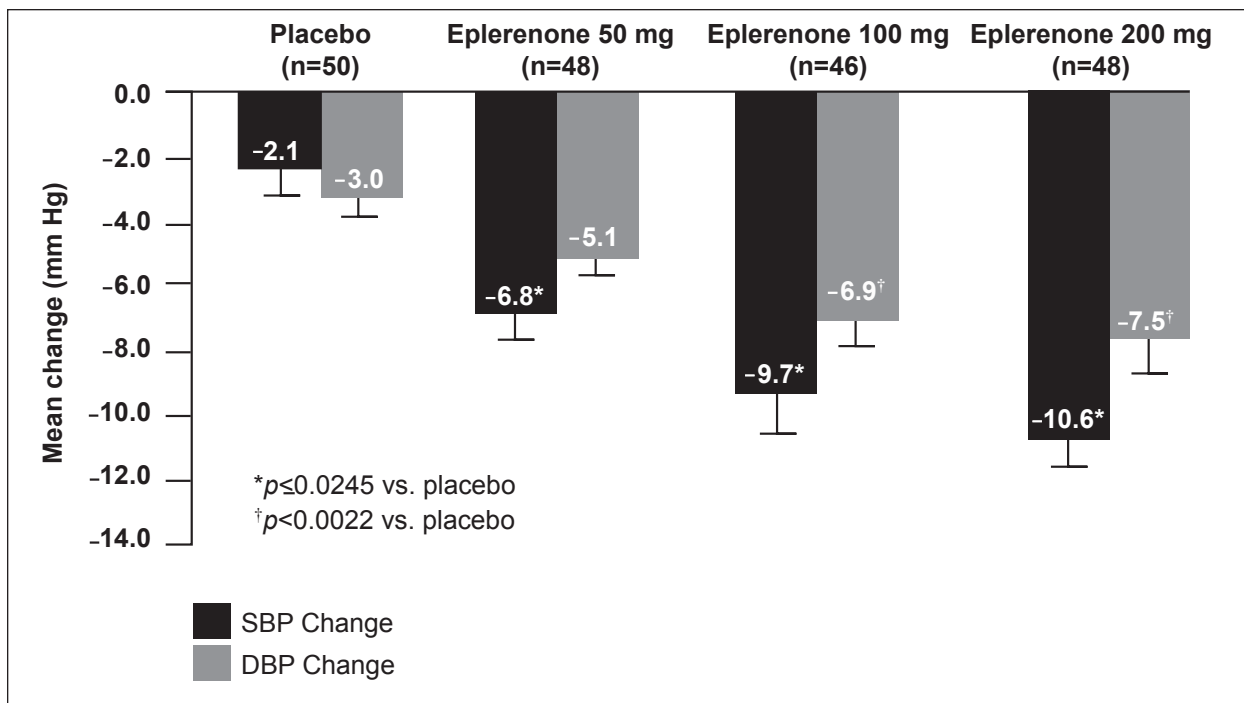 Placebo
(n=50)
Eplerenone 50 mg
(n=48)
Eplerenone 100 mg
(n=46)
Eplerenone 200 mg
(n=48)
Mean change (mm Hg)
0.0
−2.0
−4.0
−6.0
−8.0
−10.0
−12.0
−14.0
−2.1
−3.0
−6.8*
−5.1
−9.7*
−6.9†
−10.6*
−7.5†
*p≤0.0245 vs. placebo
†p<0.0022 vs. placebo
SBP Change
DBP Change